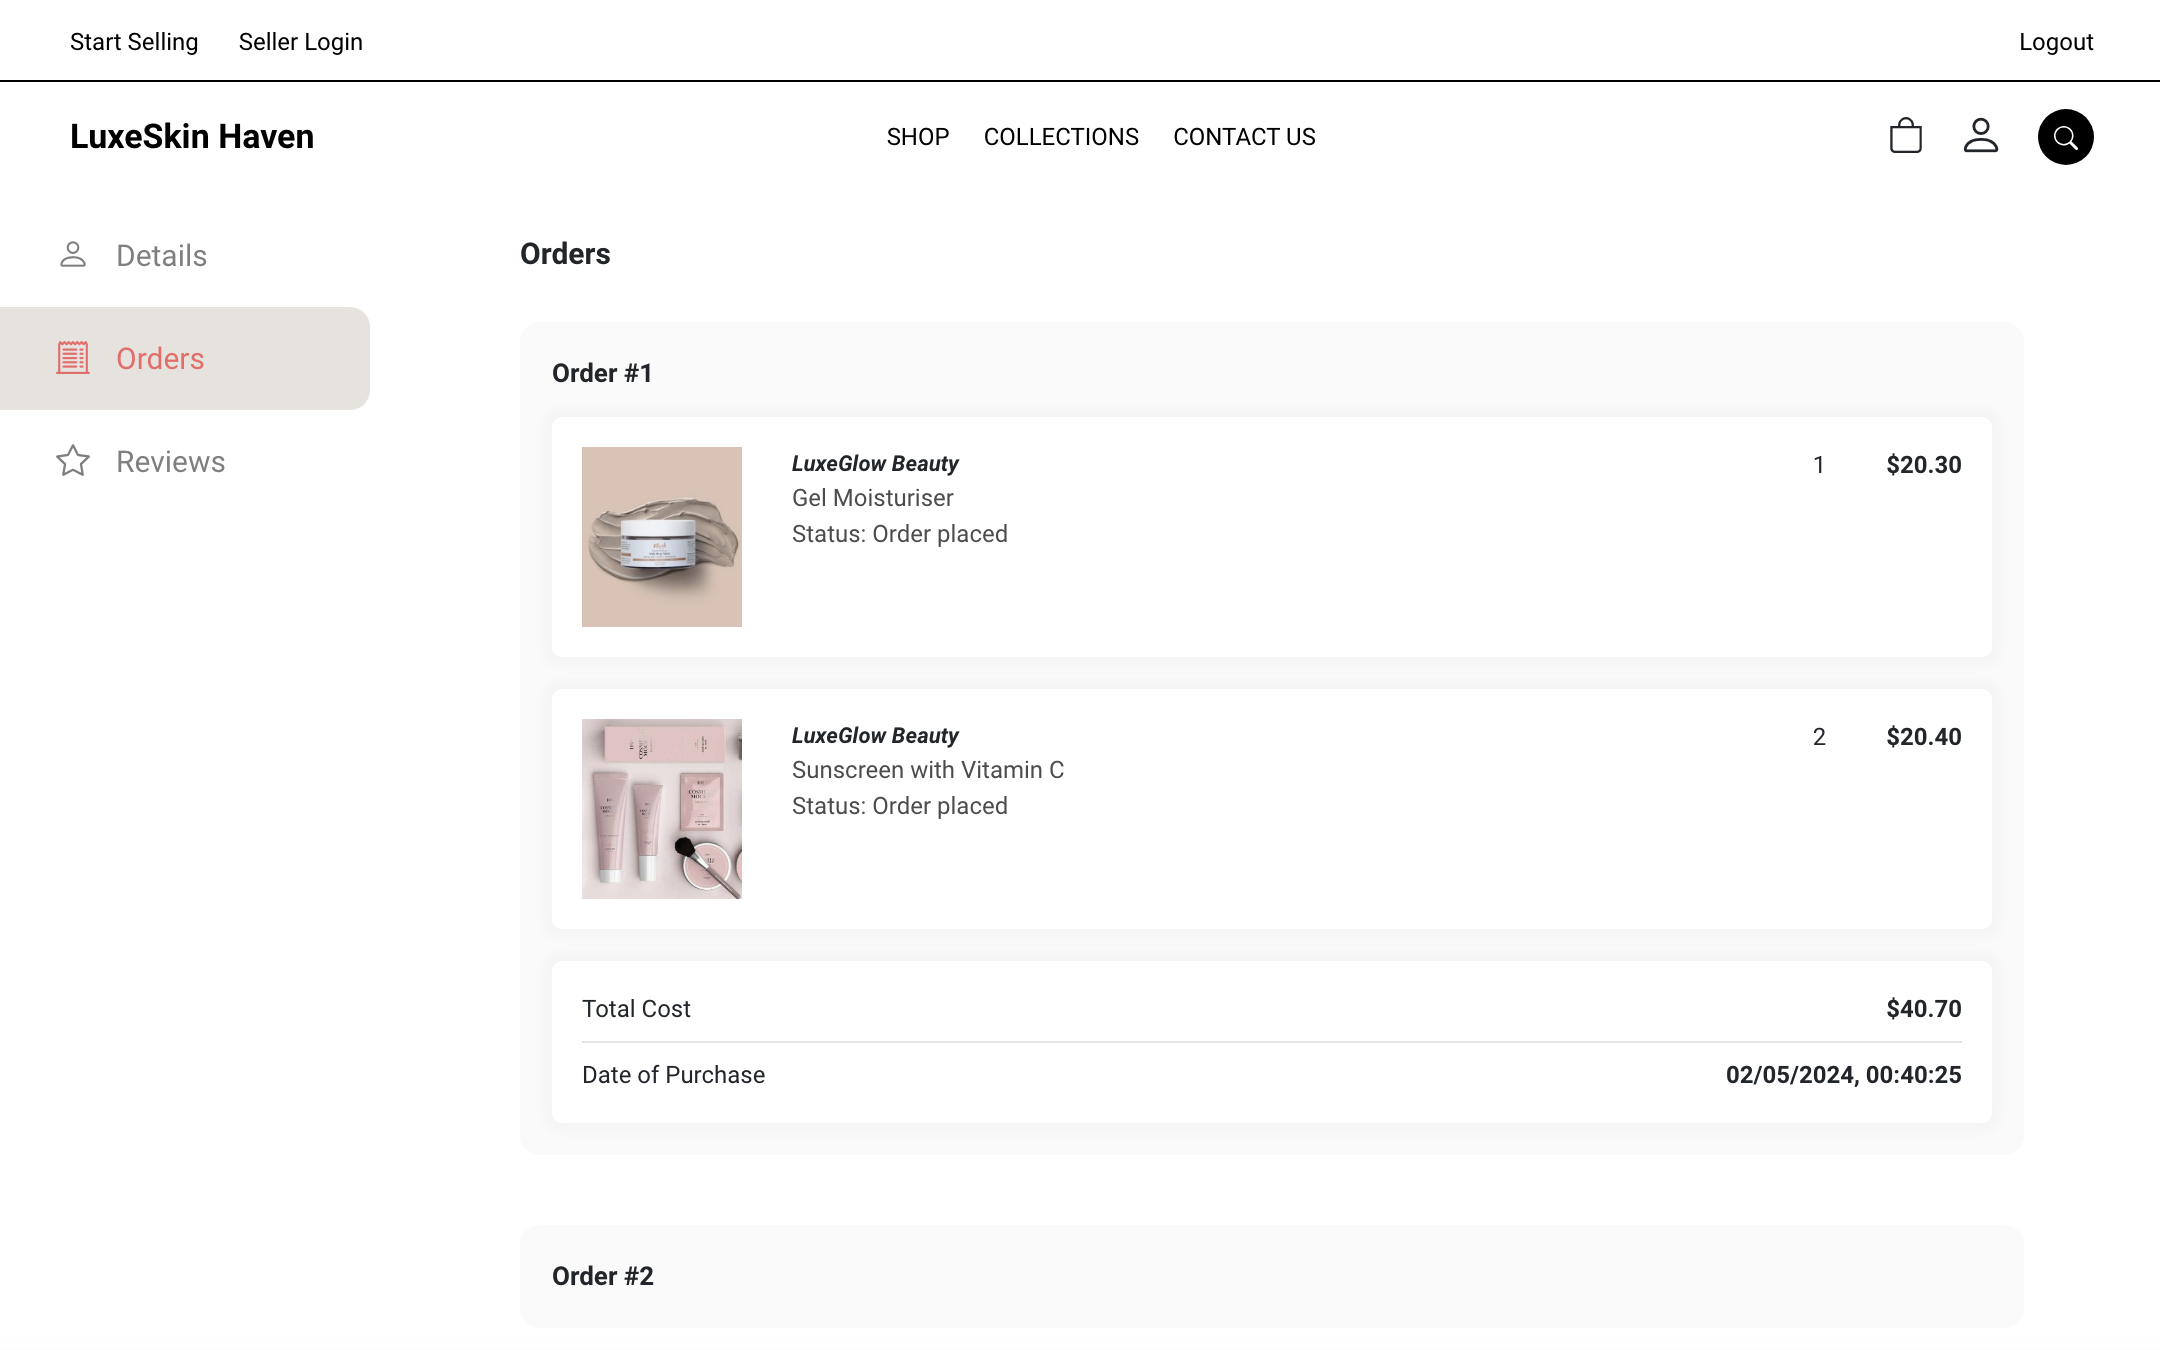 Start Selling Seller Login Logout
LuxeSkin Haven SHOP COLLECTIONS CONTACT US
Details
Orders
Reviews
Orders
Order #1
LuxeGlow Beauty 1 $20.30
Gel Moisturiser
Status: Order placed
LuxeGlow Beauty 2 $20.40
Sunscreen with Vitamin C
Status: Order placed
Total Cost $40.70
Date of Purchase 02/05/2024, 00:40:25
Order #2